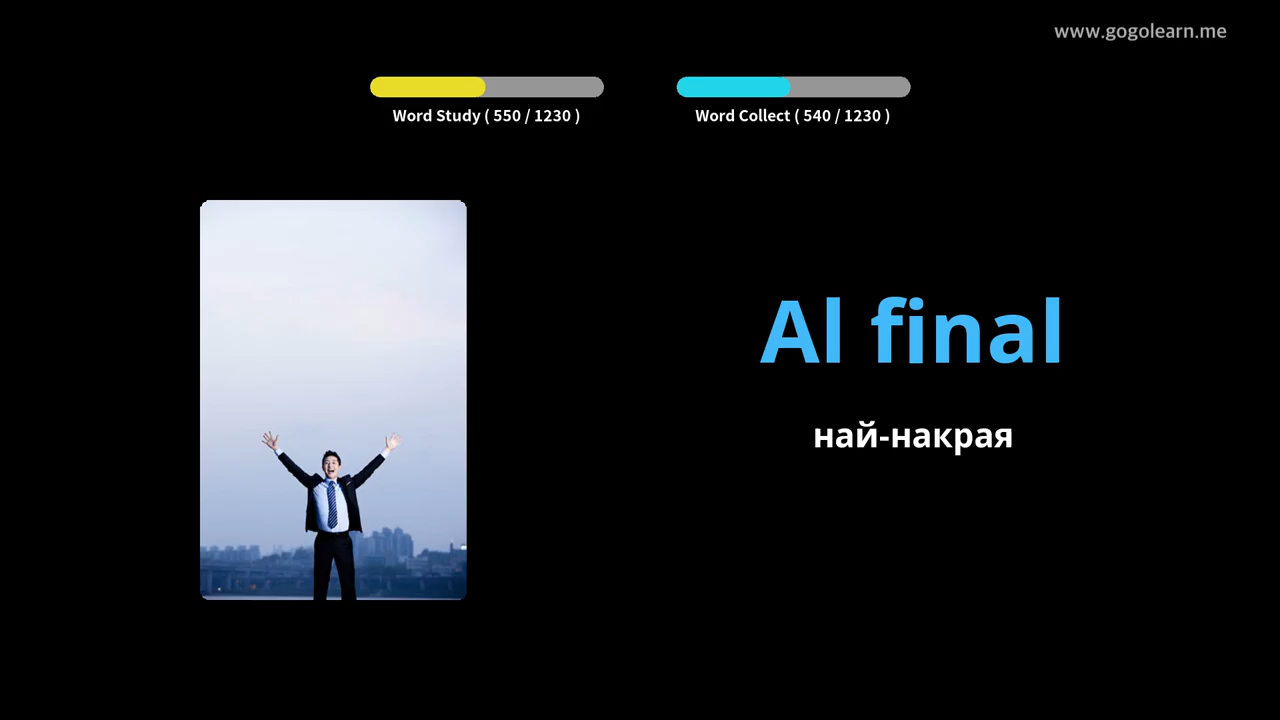 www.gogolearn.me
Word Study ( 550 / 1230 )
Word Collect ( 540 / 1230 )
Al final
най-накрая